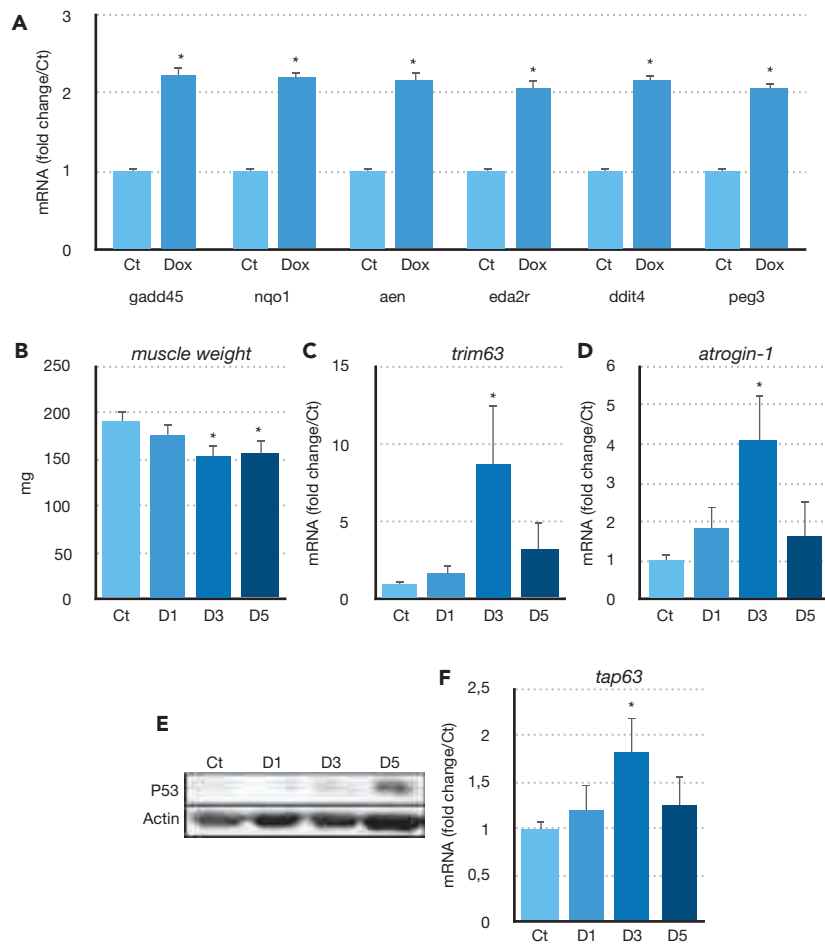 A
mRNA (fold change/Ct)
3
2
1
0
* * * * * *
Ct Dox Ct Dox Ct Dox Ct Dox Ct Dox Ct Dox
gadd45 nqo1 aen eda2r ddit4 peg3
B
muscle weight
mg
250
200
150
100
50
0
* *
Ct D1 D3 D5
C
trim63
mRNA (fold change/Ct)
15
10
5
0
*
Ct D1 D3 D5
D
atrogin-1
mRNA (fold change/Ct)
6
5
4
3
2
1
0
*
Ct D1 D3 D5
E
Ct D1 D3 D5
P53
Actin
F
tap63
mRNA (fold change/Ct)
2,5
2
1,5
1
0,5
0
*
Ct D1 D3 D5